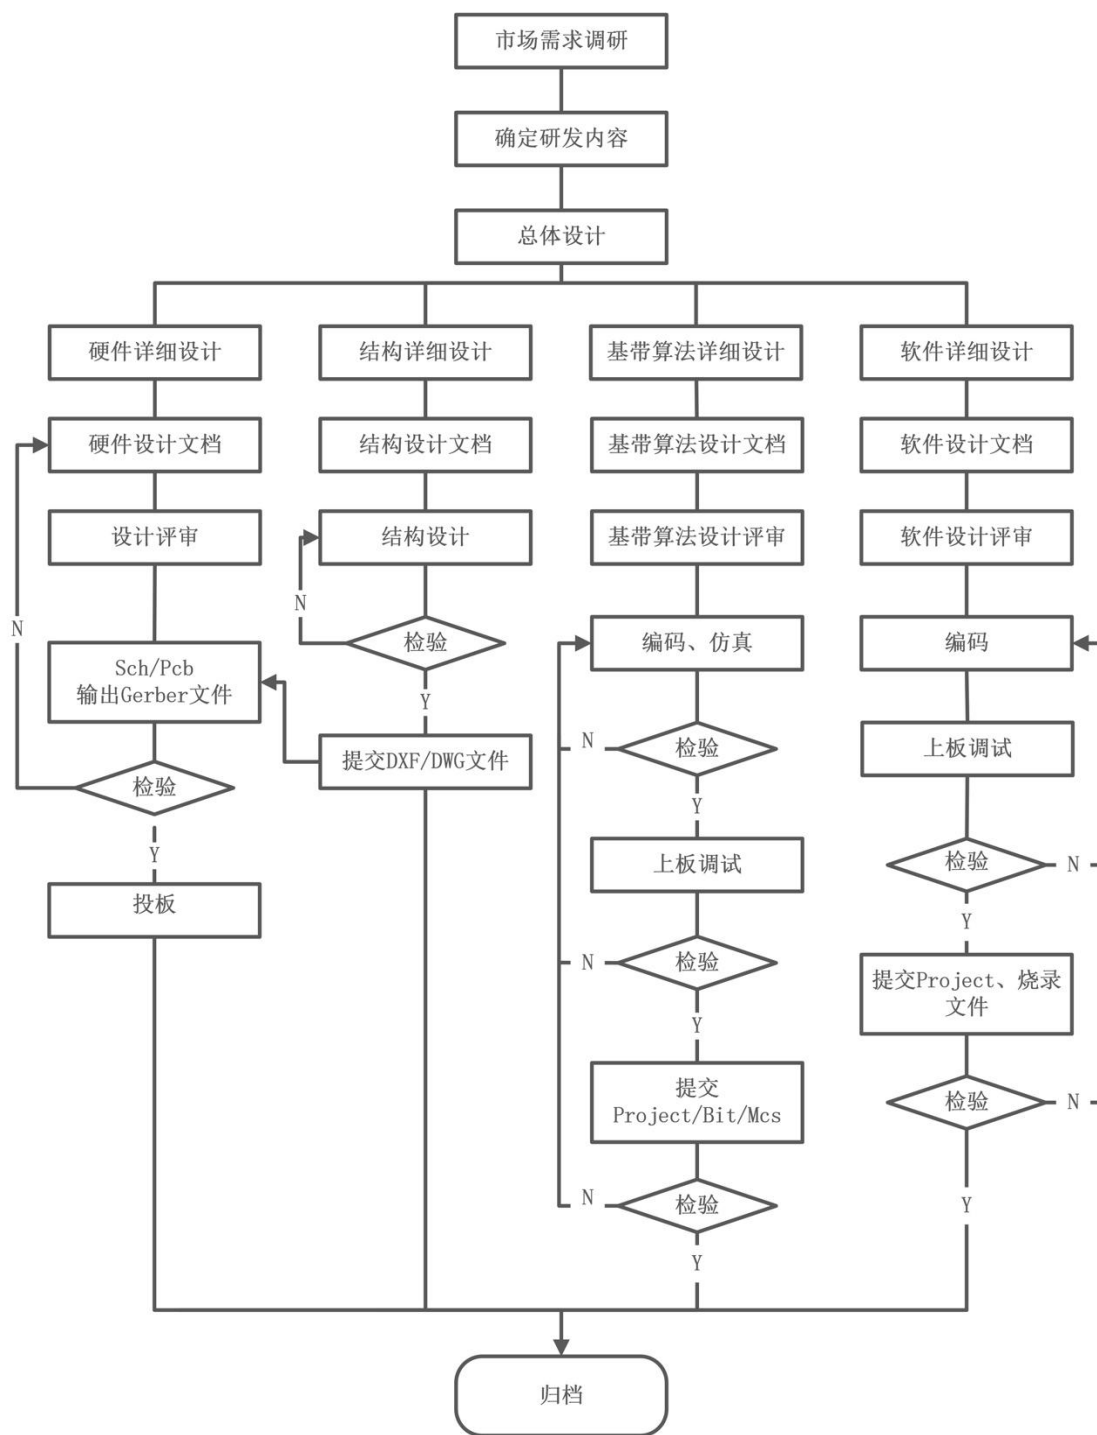 市场需求调研
确定研发内容
总体设计
硬件详细设计
结构详细设计
基带算法详细设计
软件详细设计
硬件设计文档
结构设计文档
基带算法设计文档
软件设计文档
设计评审
结构设计
基带算法设计评审
软件设计评审
N
N
检验
编码、仿真
编码
Sch/Pcb
输出Gerber文件
Y
提交DXF/DWG文件
N
检验
上板调试
检验
Y
Y
投板
上板调试
检验
N
N
检验
Y
Y
提交Project、烧录
文件
提交
Project/Bit/Mcs
检验
N
N
检验
Y
Y
归档